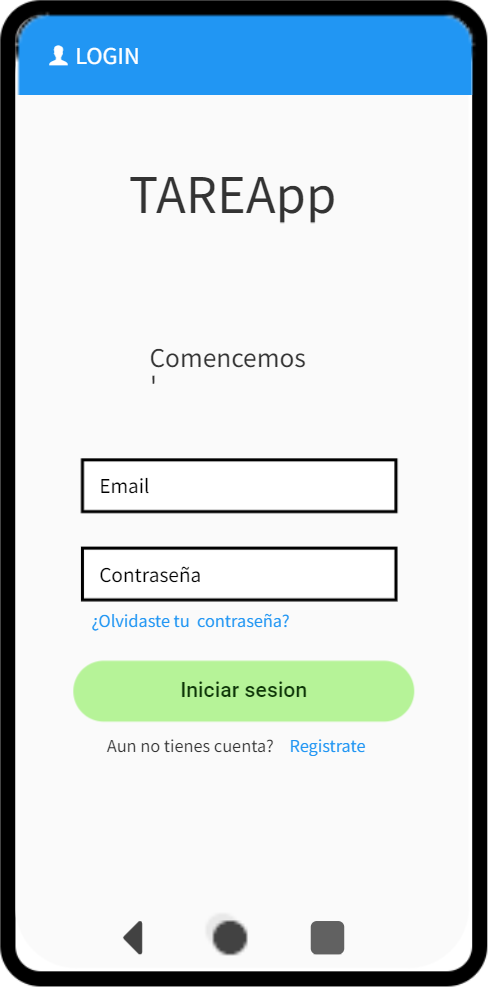 LOGIN
TAREApp
Comencemos
Email
Contraseña
¿Olvidaste tu contraseña?
Iniciar sesion
Aun no tienes cuenta? Registrate